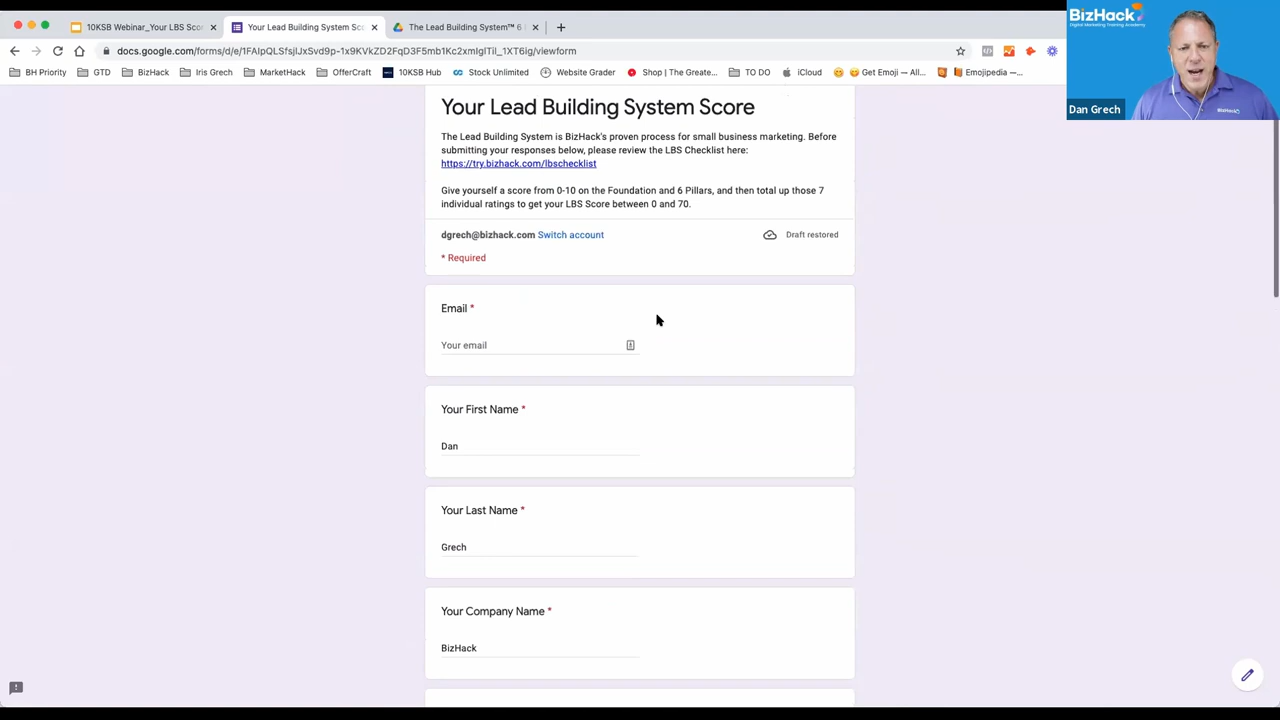 10KSB Webinar_Your LBS Scor
Your Lead Building System Sco
The Lead Building System™ 6
docs.google.com/forms/d/e/1FAIpQLSfsjlJxSvd9p-1x9KVkZD2FqD3F5mb1Kc2xmIglTil_1XT6ig/viewform
BH Priority
GTD
BizHack
Iris Grech
MarketHack
OfferCraft
10KSB Hub
Stock Unlimited
Website Grader
Shop | The Greate...
TO DO
iCloud
Get Emoji — All...
Emojipedia —...
BizHack
Digital Marketing Training Academy
BizHack
Dan Grech
Your Lead Building System Score
The Lead Building System is BizHack's proven process for small business marketing. Before
submitting your responses below, please review the LBS Checklist here:
https://try.bizhack.com/lbschecklist
Give yourself a score from 0-10 on the Foundation and 6 Pillars, and then total up those 7
individual ratings to get your LBS Score between 0 and 70.
dgrech@bizhack.com Switch account
Draft restored
* Required
Email *
Your email
Your First Name *
Dan
Your Last Name *
Grech
Your Company Name *
BizHack